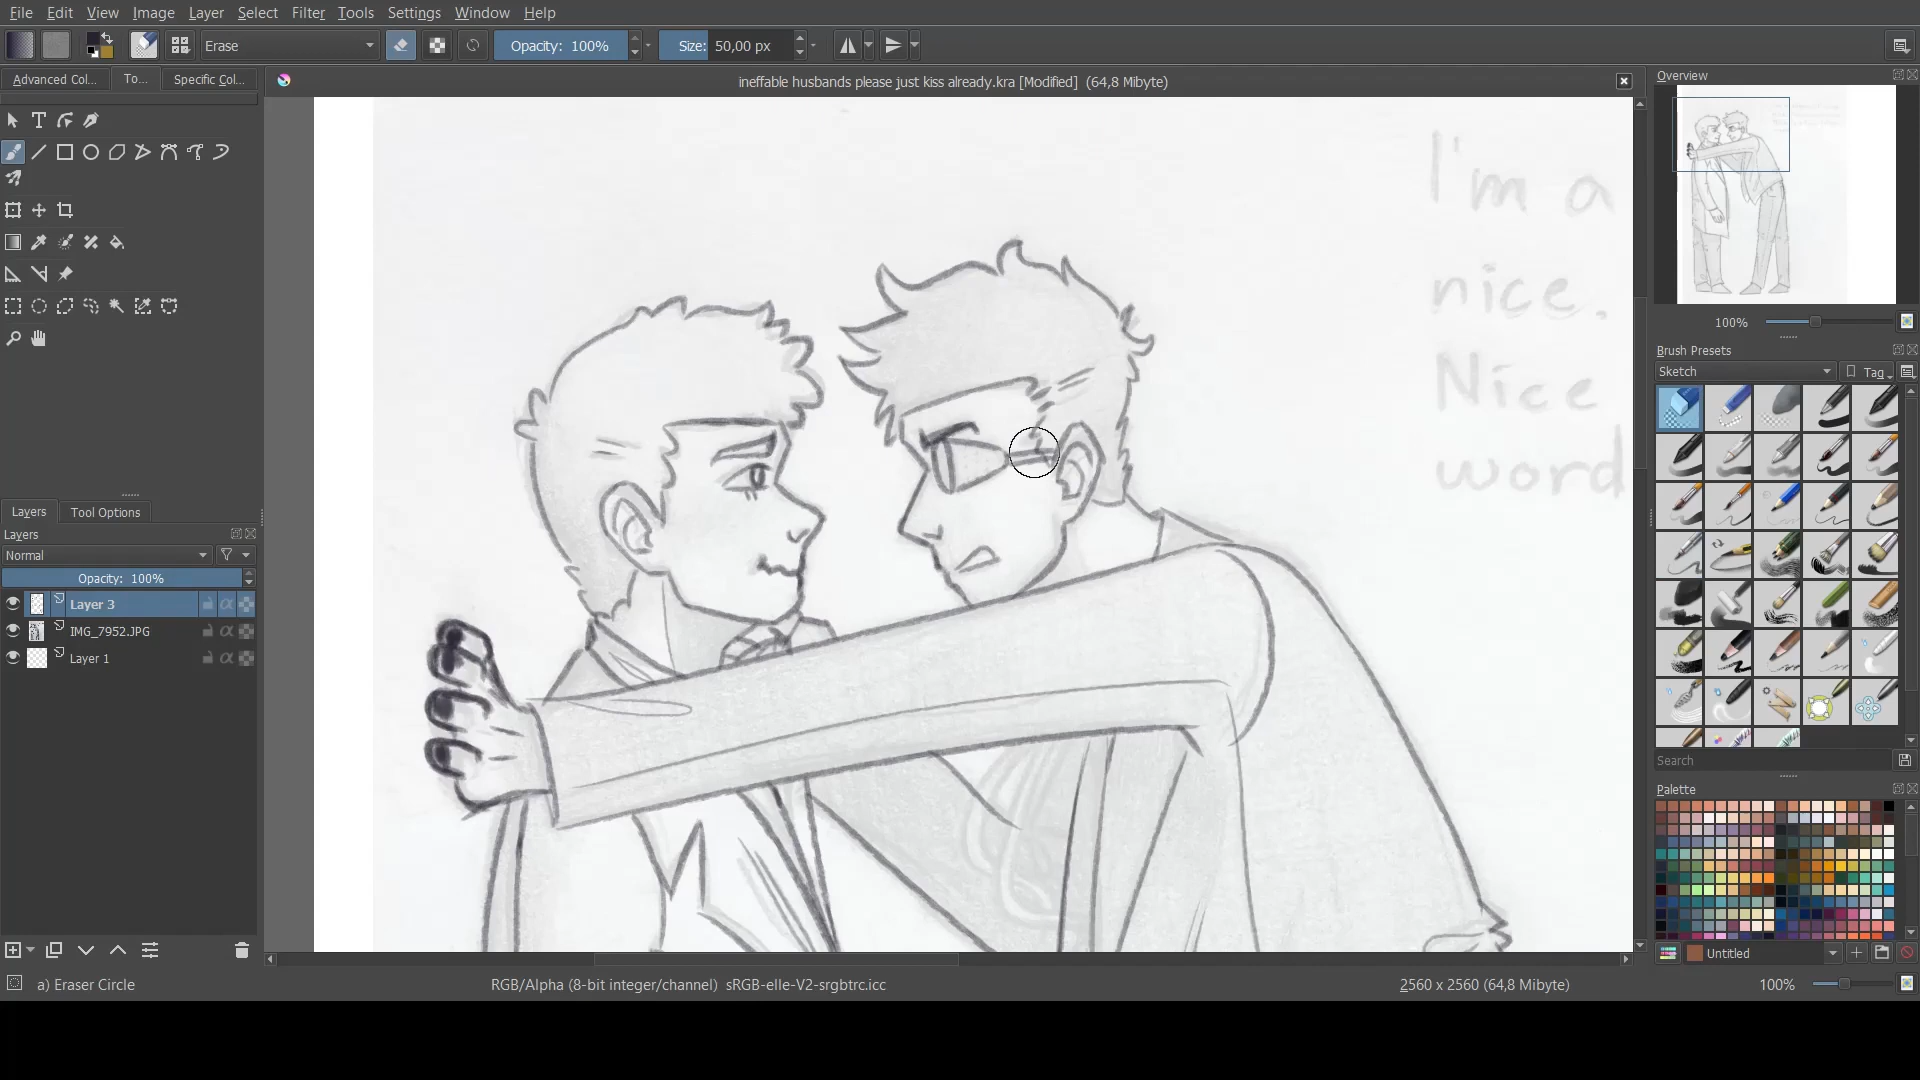 File Edit View Image Layer Select Filter Tools Settings Window Help
Erase Opacity: 100% Size: 50,00 px
Advanced Col... To... Specific Col...
ineffable husbands please just kiss already.kra [Modified] (64,8 Mibyte)
Overview
I'm a
nice.
Nice
word
100%
Brush Presets
Sketch Tag
Layers Tool Options
Layers
Normal
Opacity: 100%
Layer 3
IMG_7952.JPG
Layer 1
Search
Palette
Untitled
a) Eraser Circle RGB/Alpha (8-bit integer/channel) sRGB-elle-V2-srgbtrc.icc 2560 x 2560 (64,8 Mibyte) 100%